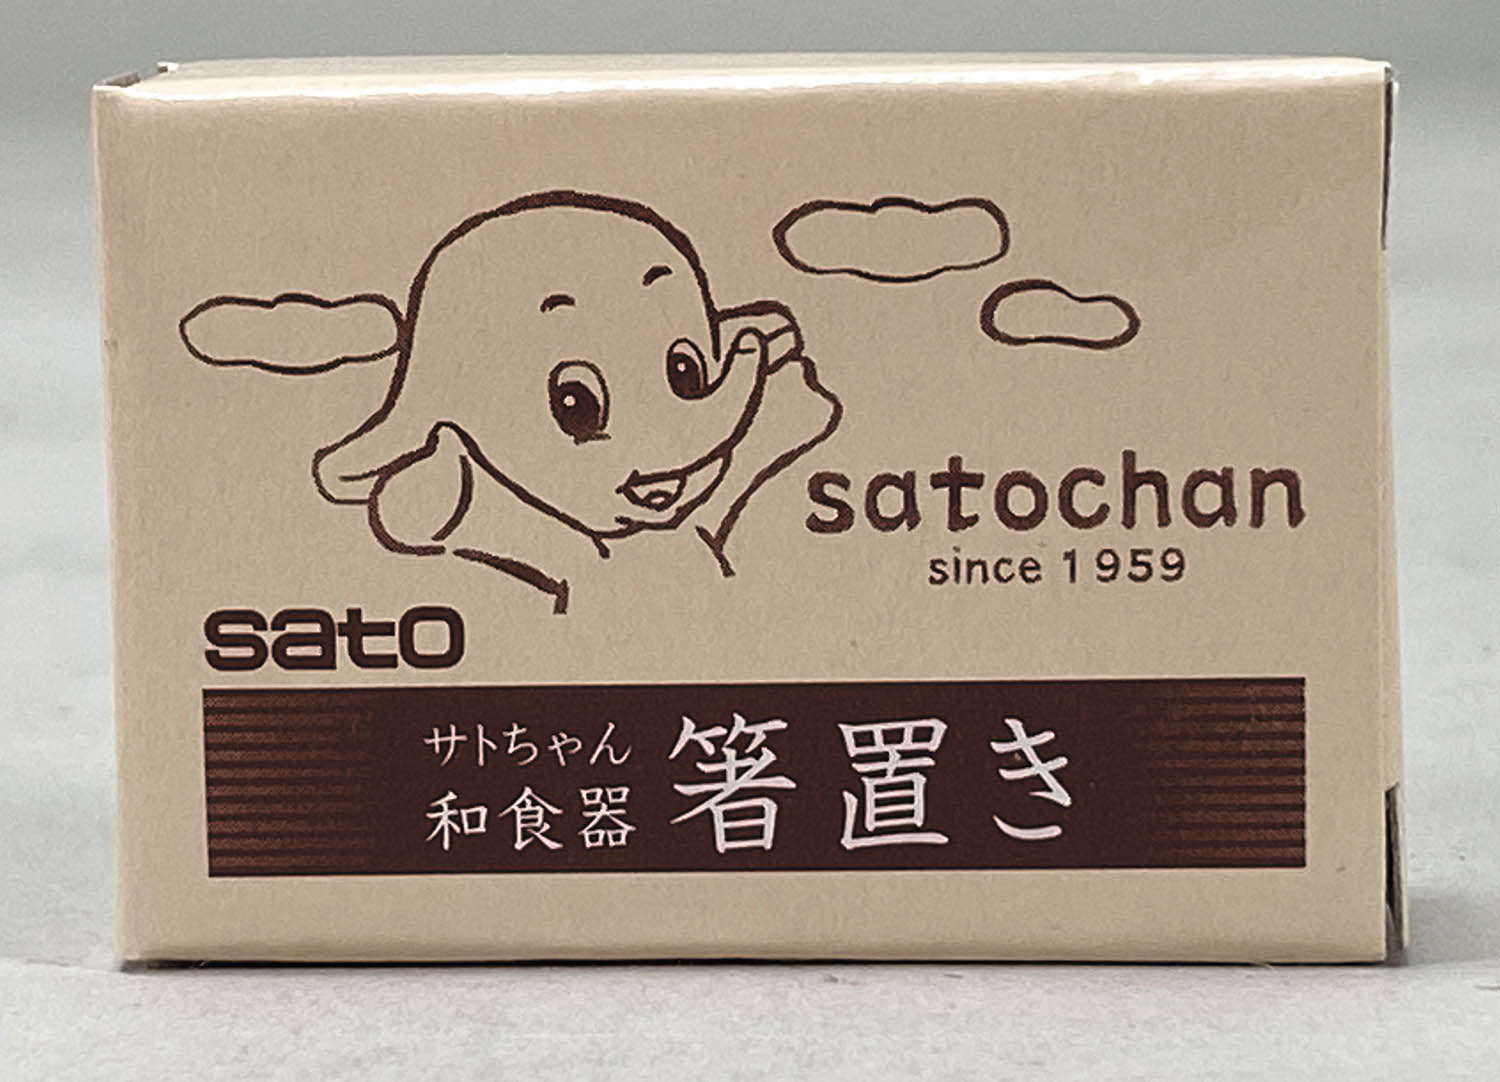 satochan
since 1959
sato
サトちゃん
和食器
箸置き